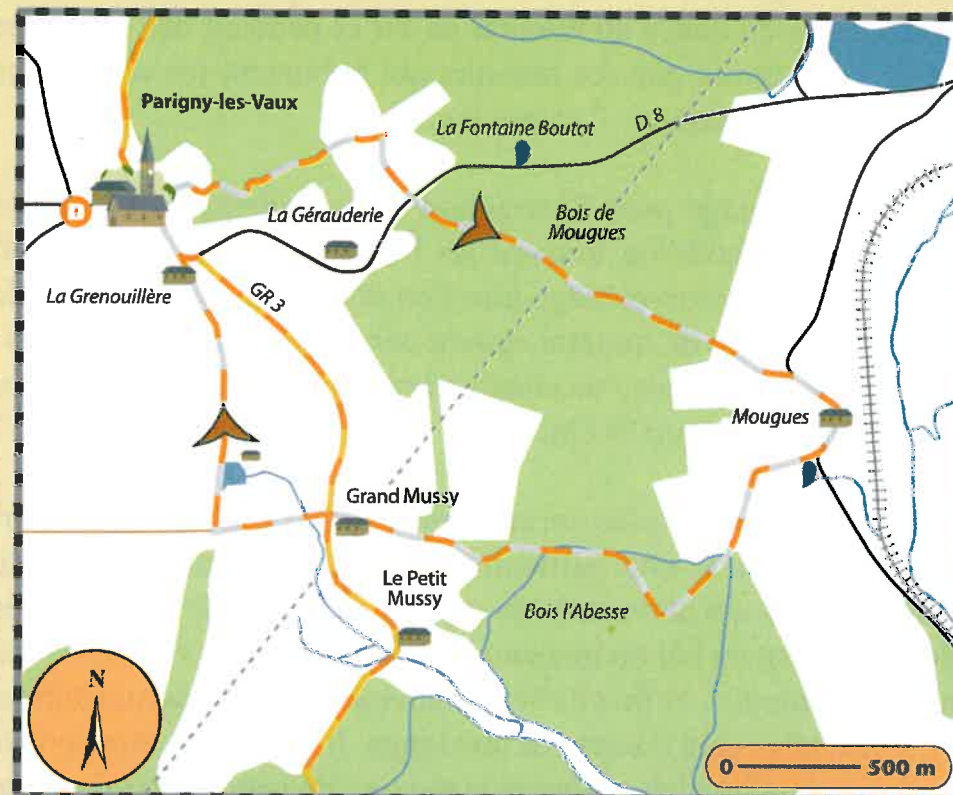 Parigny-les-Vaux
La Fontaine Boutot
D 8
La Gérauderie
Bois de
Mougues
La Grenouillère
GR 3
Mougues
Grand Mussy
Le Petit
Mussy
Bois l'Abesse
N
0 500 m